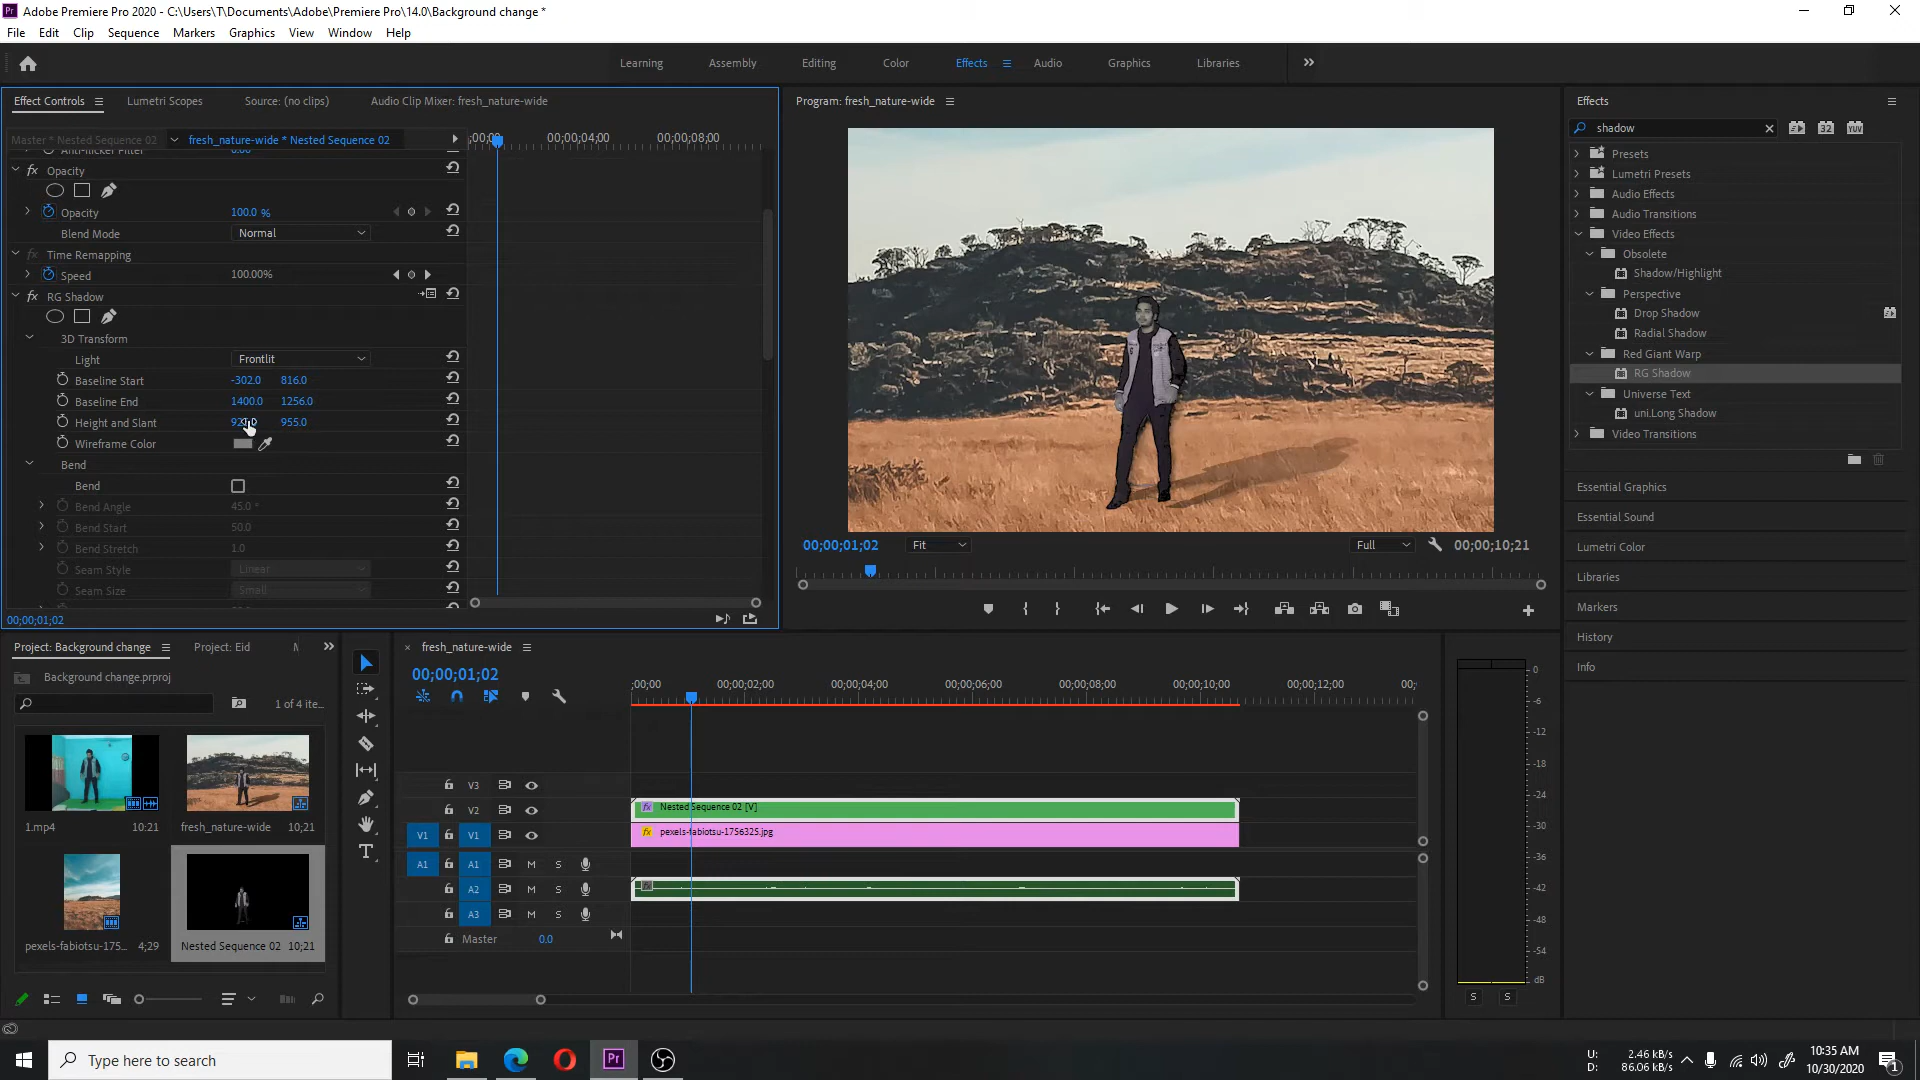 Adobe Premiere Pro 2020 - C:\Users\T\Documents\Adobe\Premiere Pro\14.0\Background change *
File Edit Clip Sequence Markers Graphics View Window Help
Learning Assembly Editing Color Effects Audio Graphics Libraries
Effect Controls Lumetri Scopes Source: (no clips) Audio Clip Mixer: fresh_nature-wide
Program: fresh_nature-wide
Effects
shadow
Master * Nested Sequence 02 fresh_nature-wide * Nested Sequence 02
00;00;04;00 00;00;08;00
Opacity
Opacity 100.0 %
Blend Mode Normal
Time Remapping
Speed 100.00%
RG Shadow
3D Transform
Light Frontlit
Baseline Start -302.0 816.0
Baseline End 1400.0 1256.0
Height and Slant 955.0
Wireframe Color
Bend
Bend
Bend Angle 45.0 °
Bend Start 50.0
Bend Stretch 1.0
Seam Style Linear
Seam Size Small
00;00;01;02
00;00;01;02 Fit Full 00;00;10;21
Presets
Lumetri Presets
Audio Effects
Audio Transitions
Video Effects
Obsolete
Shadow/Highlight
Perspective
Drop Shadow
Radial Shadow
Red Giant Warp
RG Shadow
Universe Text
uni.Long Shadow
Video Transitions
Essential Graphics
Essential Sound
Lumetri Color
Libraries
Markers
History
Info
Project: Background change Project: Eid
Background change.prproj
1 of 4 ite...
1.mp4 10:21
fresh_nature-wide 10;21
pexels-fabiotsu-175... 4;29
Nested Sequence 02 10;21
fresh_nature-wide
00;00;01;02
;00;00 00;00;02;00 00;00;04;00 00;00;06;00 00;00;08;00 00;00;10;00 00;00;12;00 00;
V3
V2 Nested Sequence 02 [V]
V1 V1 pexels-fabiotsu-1756325.jpg
A1 A1 M S
A2 M S
A3 M S
Master 0.0
0
-6
-12
-18
-24
-30
-36
-42
-48
-54
dB
S S
Type here to search
Pr
U: 2.46 kB/s
D: 86.06 kB/s
10:35 AM
10/30/2020
1